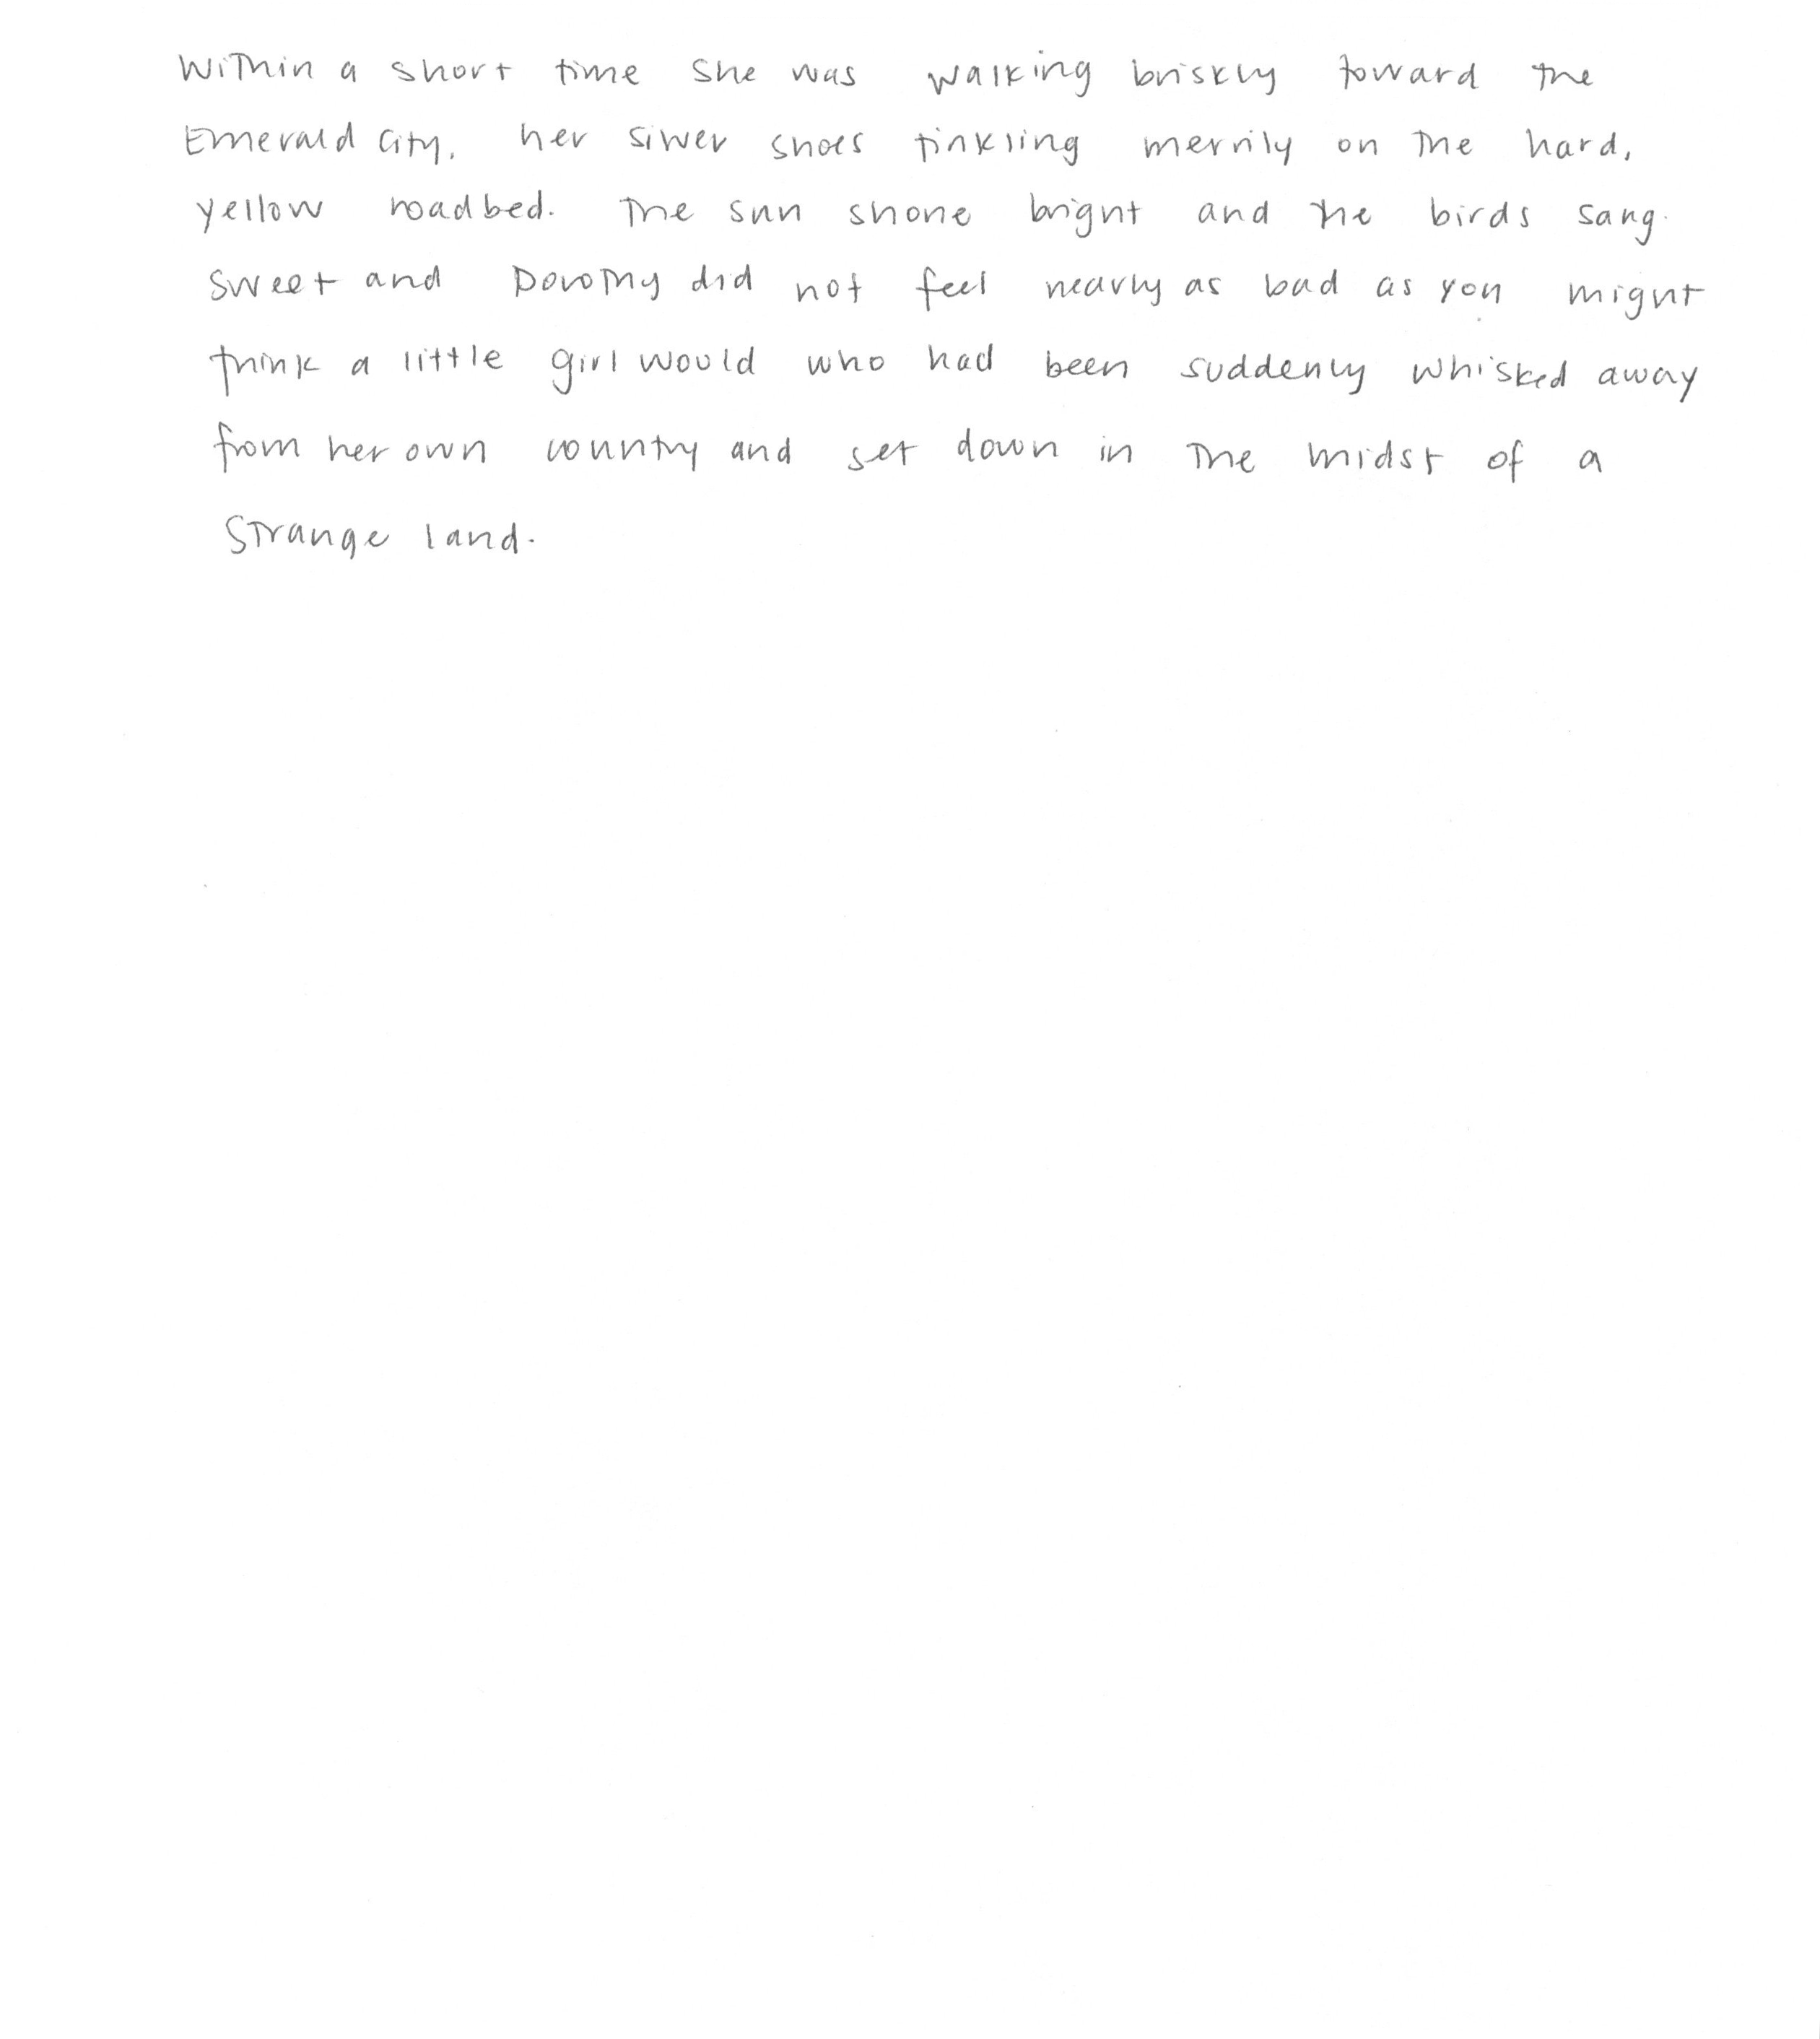 Within a short time she was walking briskly toward the
Emerald City, her silver shoes tinkling merrily on the hard,
yellow roadbed. The sun shone bright and the birds sang
sweet and Dorothy did not feel nearly as bad as you might
think a little girl would who had been suddenly whisked away
from her own country and set down in the midst of a
strange land.